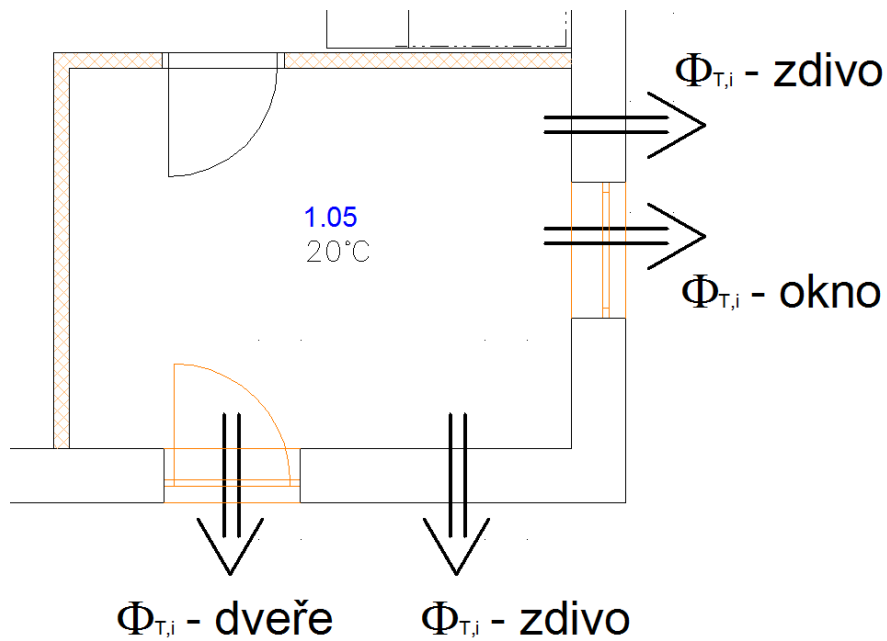 ΦT,i - zdivo
1.05
20°C
ΦT,i - okno
ΦT,i - dveře
ΦT,i - zdivo